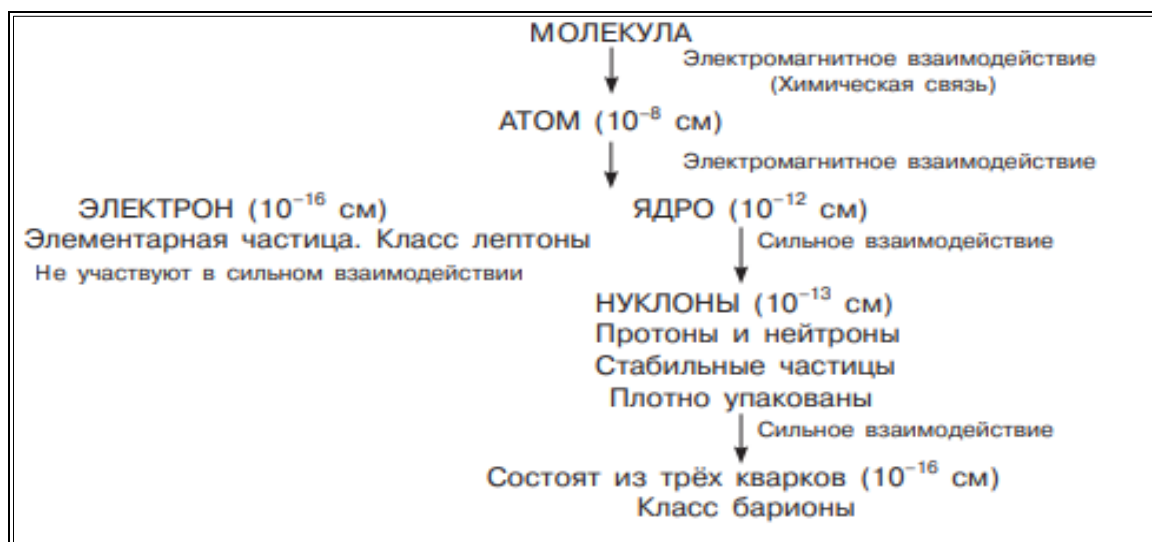 МОЛЕКУЛА
Электромагнитное взаимодействие
(Химическая связь)
АТОМ (10⁻⁸ см)
Электромагнитное взаимодействие
ЭЛЕКТРОН (10⁻¹⁶ см)
Элементарная частица. Класс лептоны
Не участвуют в сильном взаимодействии
ЯДРО (10⁻¹² см)
Сильное взаимодействие
НУКЛОНЫ (10⁻¹³ см)
Протоны и нейтроны
Стабильные частицы
Плотно упакованы
Сильное взаимодействие
Состоят из трёх кварков (10⁻¹⁶ см)
Класс барионы